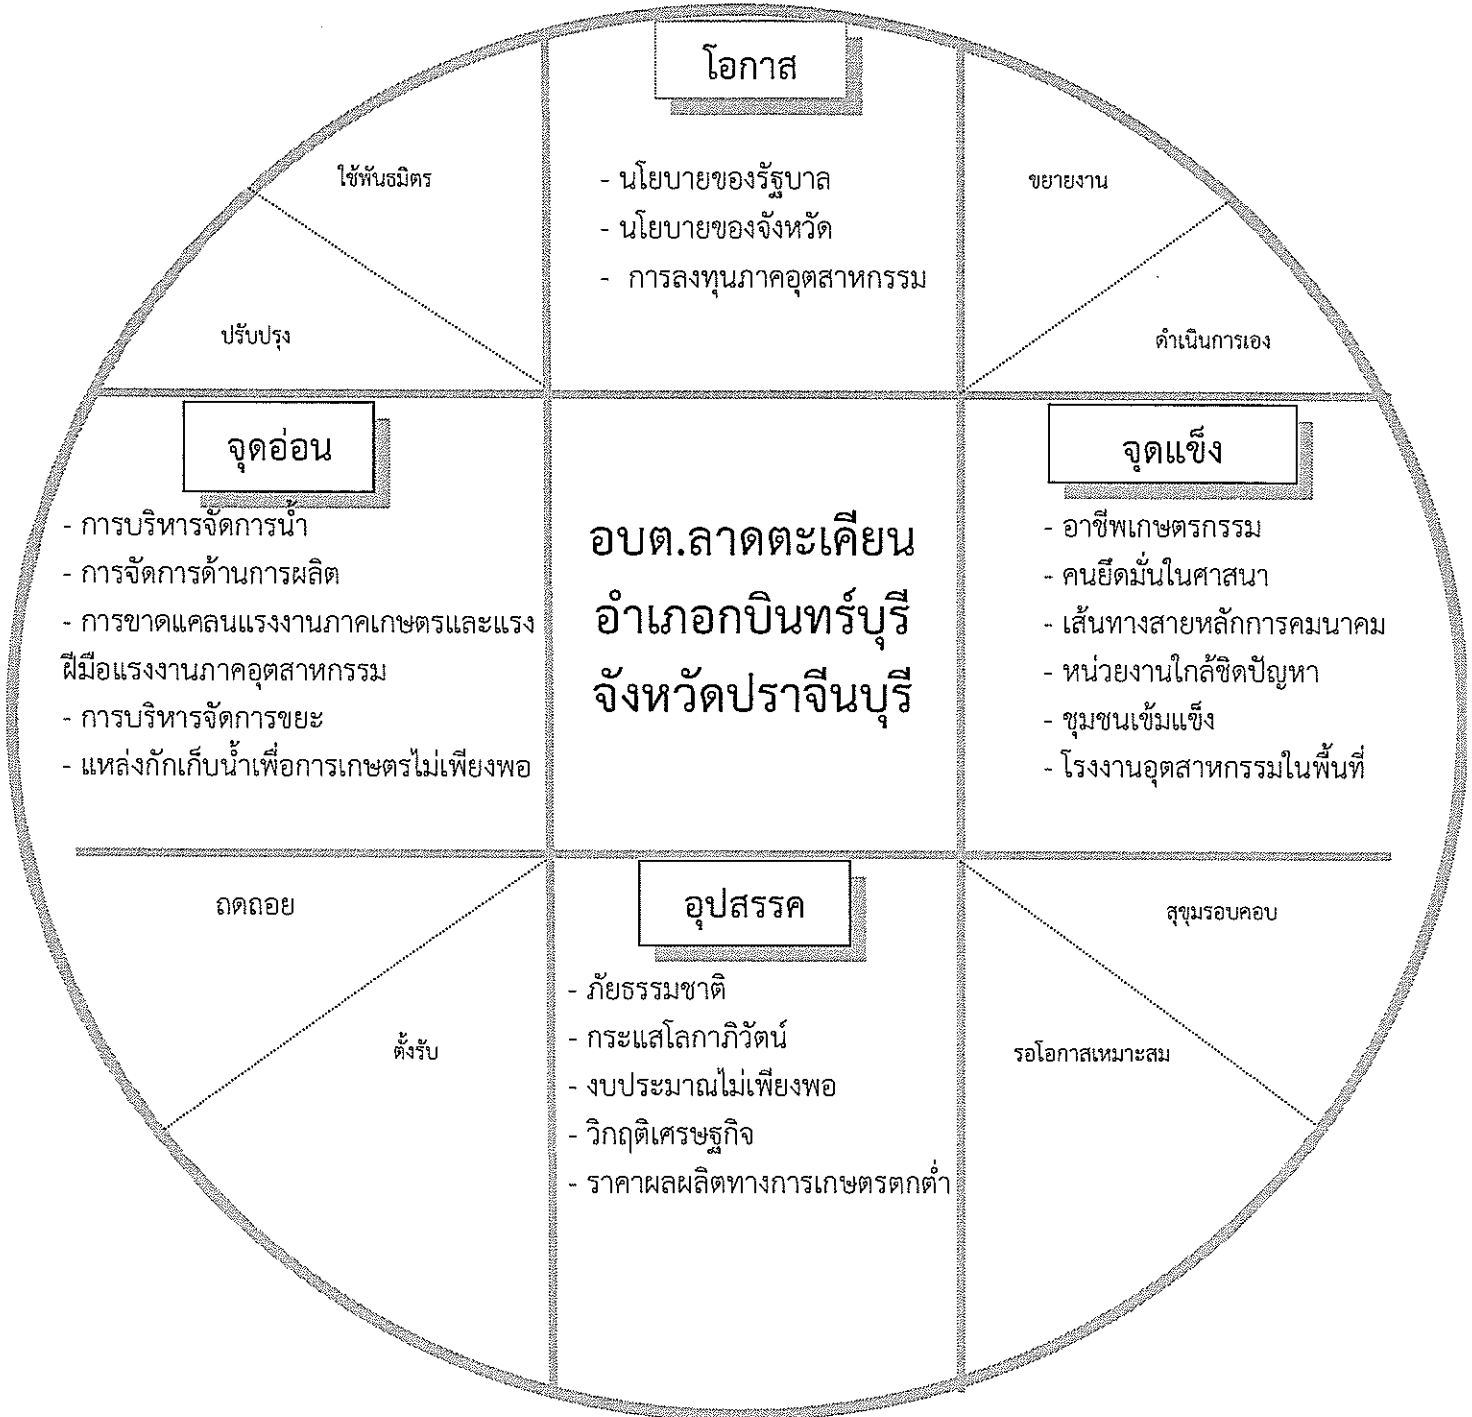 โอกาส
ใช้พันธมิตร
- นโยบายของรัฐบาล
- นโยบายของจังหวัด
- การลงทุนภาคอุตสาหกรรม
ขยายงาน
ปรับปรุง
ดำเนินการเอง
จุดอ่อน
- การบริหารจัดการน้ำ
- การจัดการด้านการผลิต
- การขาดแคลนแรงงานภาคเกษตรและแรง
ฝีมือแรงงานภาคอุตสาหกรรม
- การบริหารจัดการขยะ
- แหล่งกักเก็บน้ำเพื่อการเกษตรไม่เพียงพอ
อบต.ลาดตะเคียน
อำเภอกบินทร์บุรี
จังหวัดปราจีนบุรี
จุดแข็ง
- อาชีพเกษตรกรรม
- คนยึดมั่นในศาสนา
- เส้นทางสายหลักการคมนาคม
- หน่วยงานใกล้ชิดปัญหา
- ชุมชนเข้มแข็ง
- โรงงานอุตสาหกรรมในพื้นที่
ถดถอย
ตั้งรับ
อุปสรรค
- ภัยธรรมชาติ
- กระแสโลกาภิวัตน์
- งบประมาณไม่เพียงพอ
- วิกฤติเศรษฐกิจ
- ราคาผลผลิตทางการเกษตรตกต่ำ
สุขุมรอบคอบ
รอโอกาสเหมาะสม